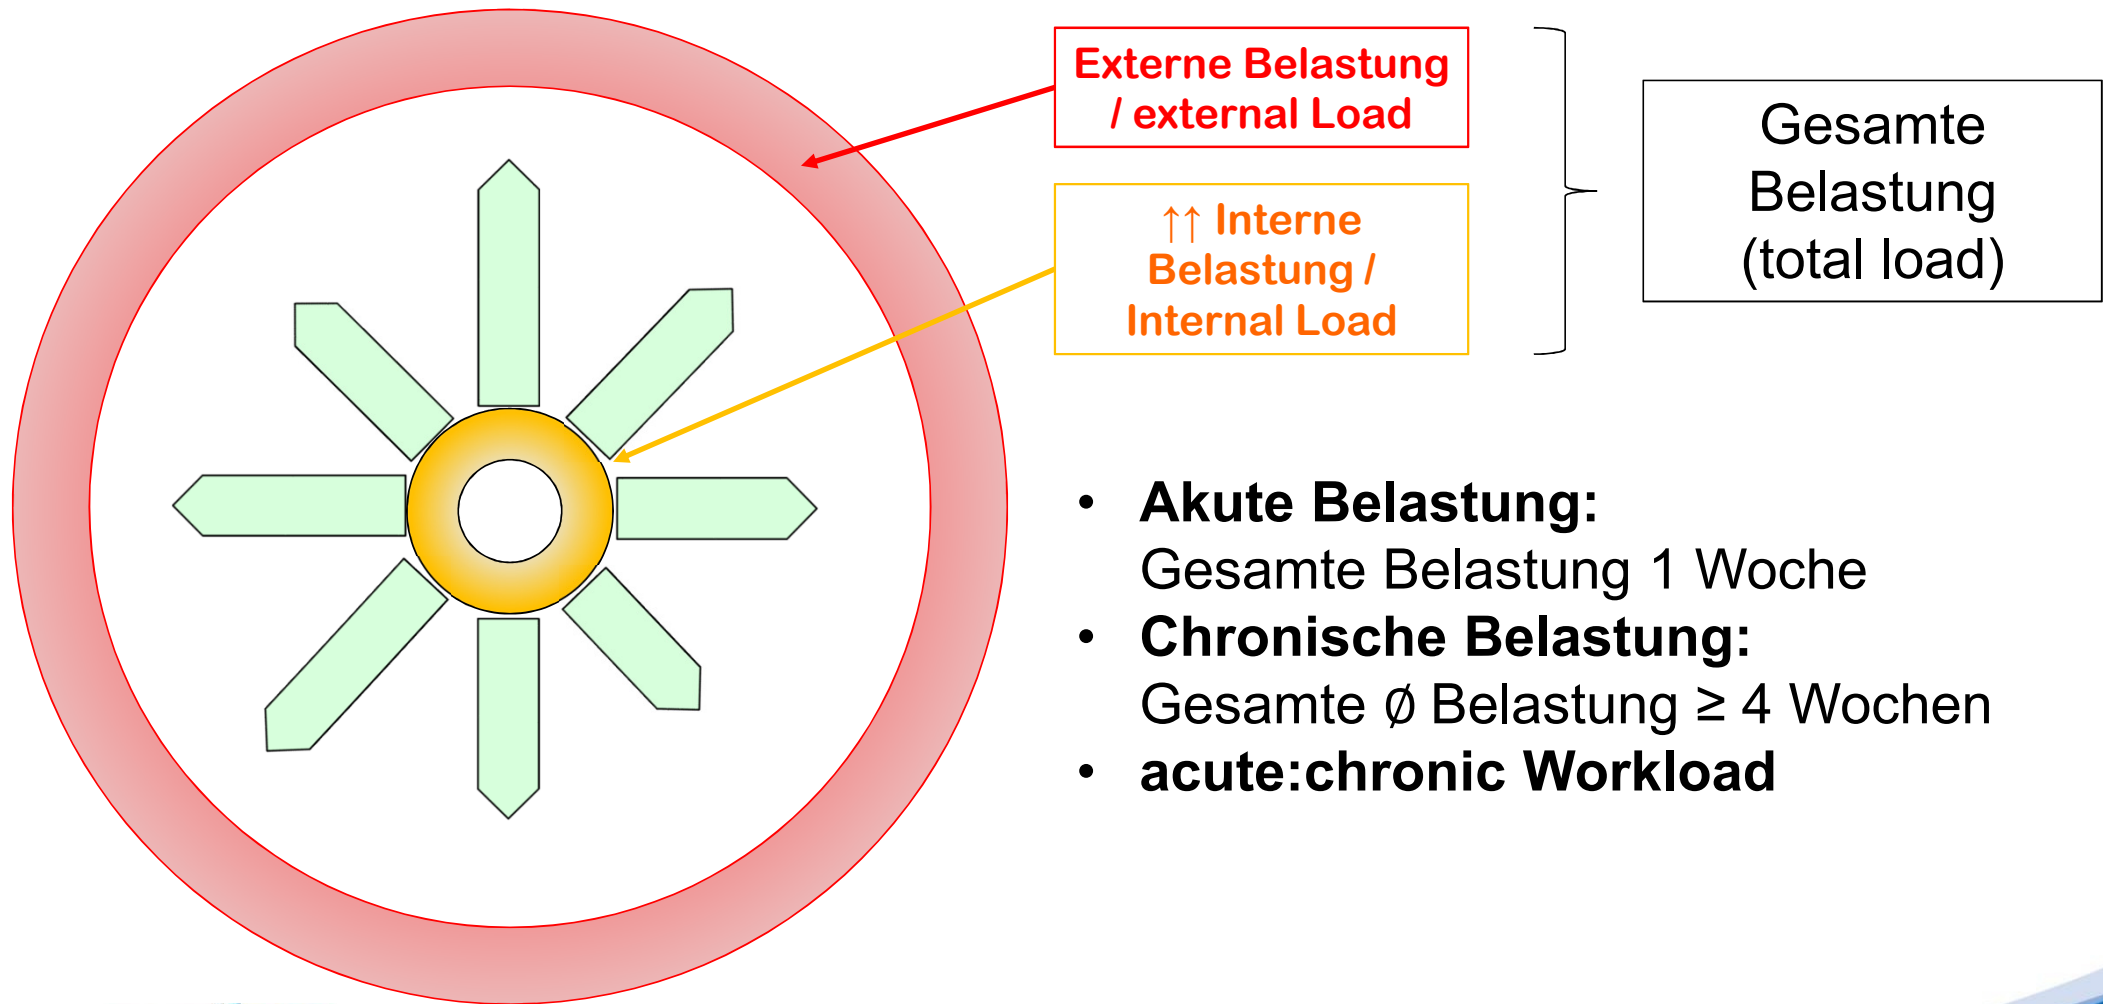 Externe Belastung
/ external Load
↑↑ Interne
Belastung /
Internal Load
Gesamte
Belastung
(total load)
• Akute Belastung:
Gesamte Belastung 1 Woche
• Chronische Belastung:
Gesamte Ø Belastung ≥ 4 Wochen
• acute:chronic Workload